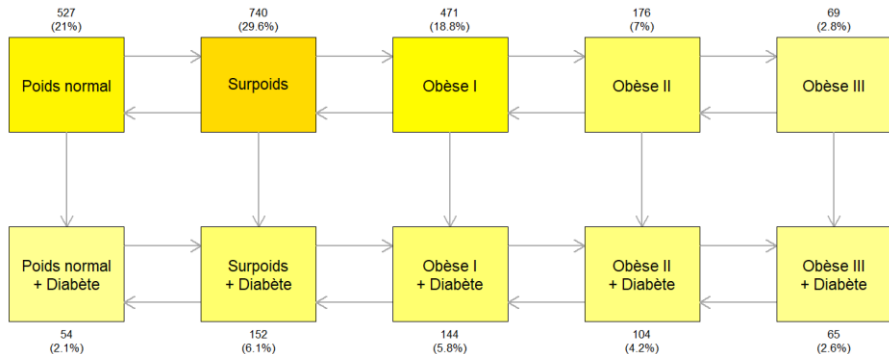 527
(21%)
740
(29.6%)
471
(18.8%)
176
(7%)
69
(2.8%)
Poids normal
Surpoids
Obèse I
Obèse II
Obèse III
Poids normal
+ Diabète
Surpoids
+ Diabète
Obèse I
+ Diabète
Obèse II
+ Diabète
Obèse III
+ Diabète
54
(2.1%)
152
(6.1%)
144
(5.8%)
104
(4.2%)
65
(2.6%)